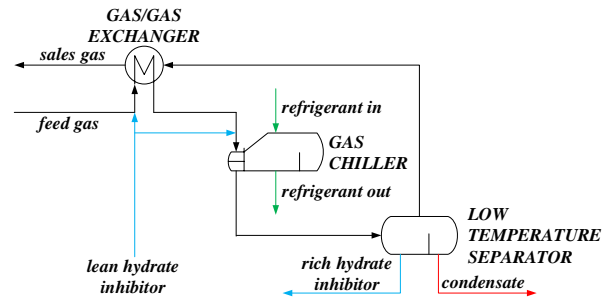 GAS/GAS
EXCHANGER
sales gas
feed gas
refrigerant in
GAS
CHILLER
refrigerant out
LOW
TEMPERATURE
SEPARATOR
lean hydrate
inhibitor
rich hydrate
inhibitor
condensate